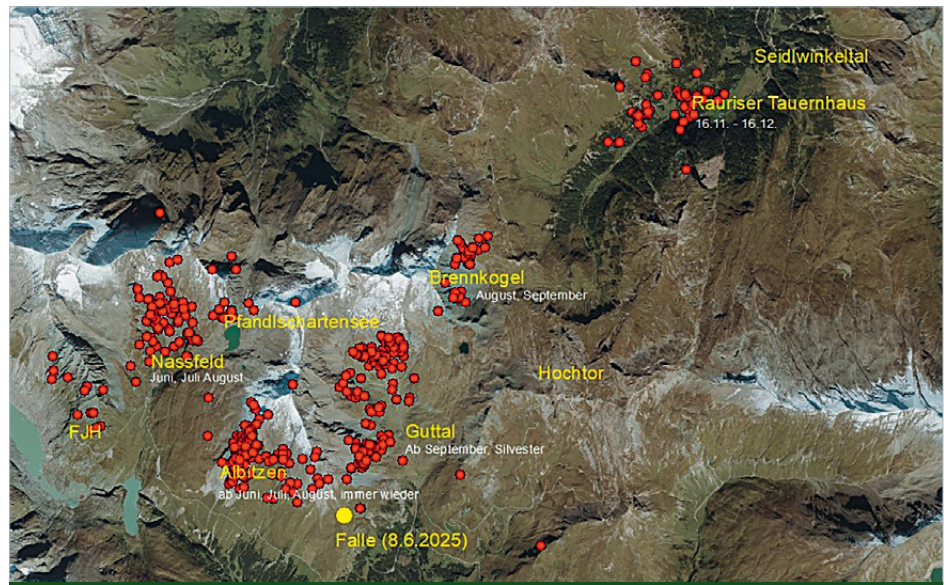 Seidlwinkeltal
Rauriser Tauernhaus
16.11. - 16.12.
Brennkogel
August, September
Pfandlschartensee
Nassfeld
Juni, Juli August
Hochtor
FJH
Guttal
Ab September, Silvester
Albitzen
ab Juni, Juli, August, immer wieder
Falle (8.6.2025)